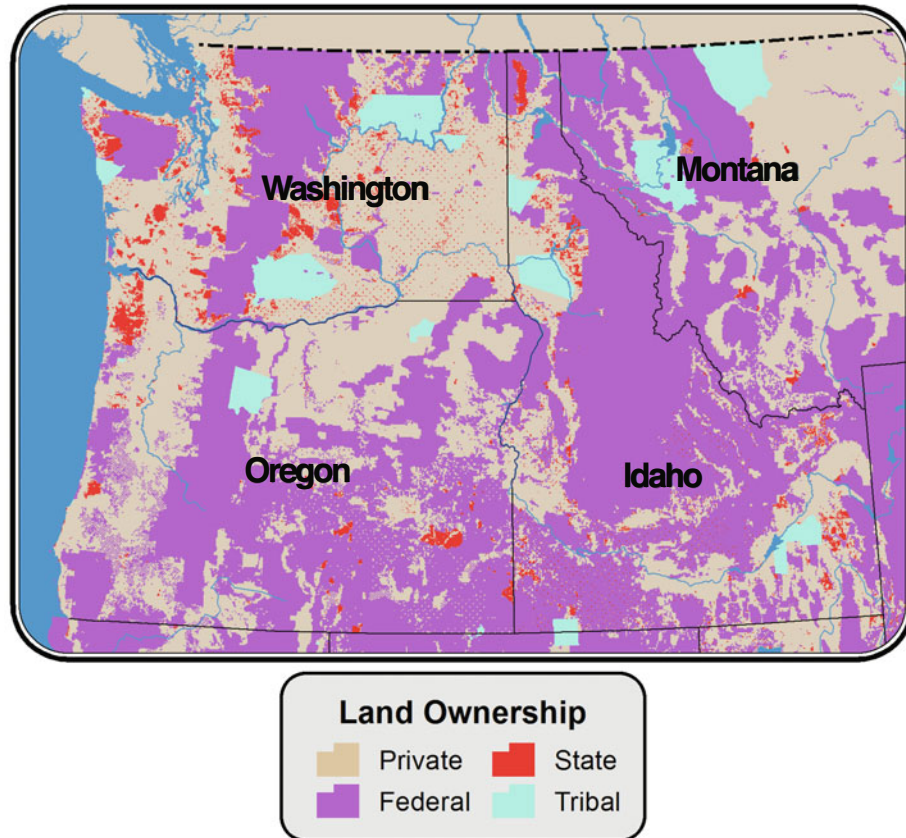 Washington
Montana
Oregon
Idaho
Land Ownership
Private
State
Federal
Tribal